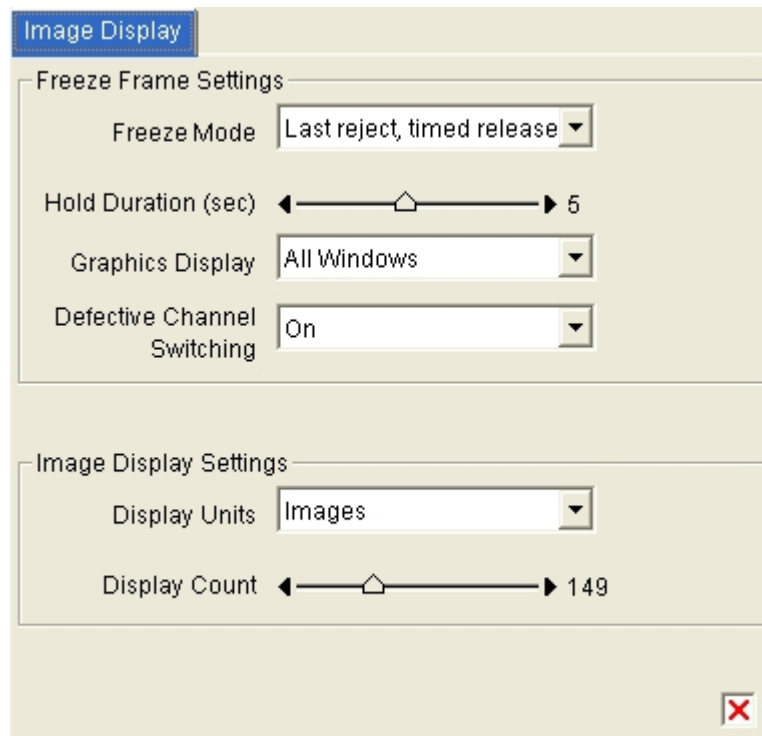 Image Display
Freeze Frame Settings
Freeze Mode Last reject, timed release
Hold Duration (sec) 5
Graphics Display All Windows
Defective Channel
Switching On
Image Display Settings
Display Units Images
Display Count 149